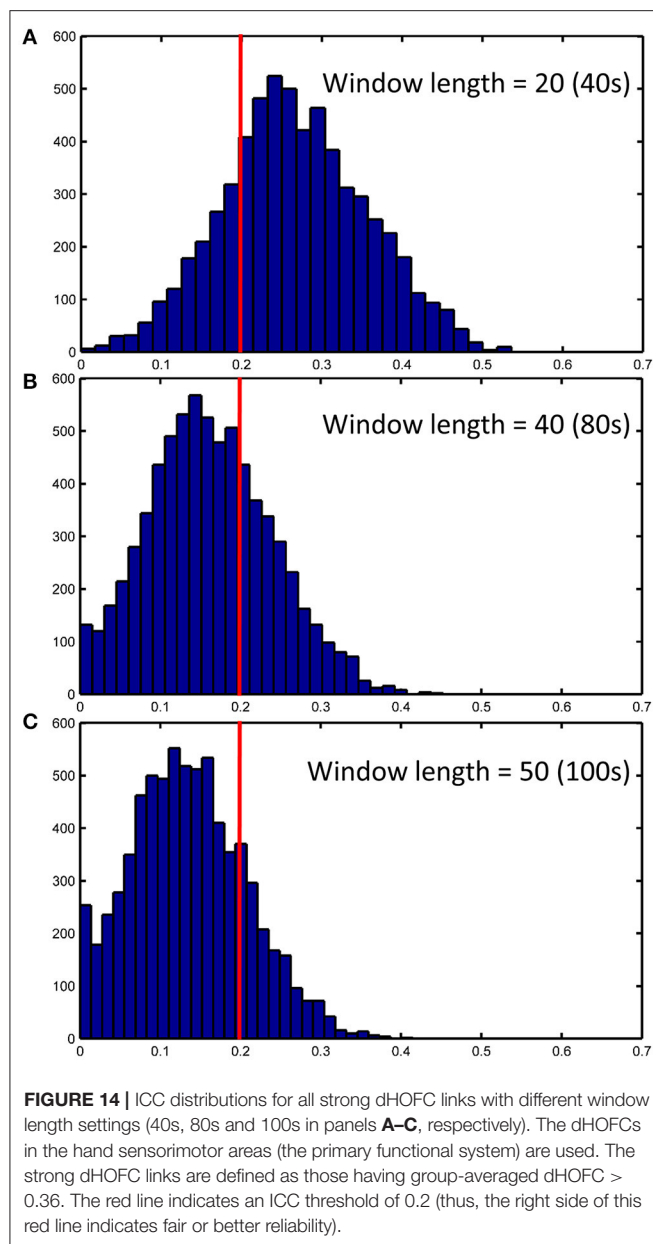 A
600
500
400
300
200
100
0
Window length = 20 (40s)
0 0.1 0.2 0.3 0.4 0.5 0.6 0.7
B
600
500
400
300
200
100
0
Window length = 40 (80s)
0 0.1 0.2 0.3 0.4 0.5 0.6 0.7
C
600
500
400
300
200
100
0
Window length = 50 (100s)
0 0.1 0.2 0.3 0.4 0.5 0.6 0.7
FIGURE 14 | ICC distributions for all strong dHOFC links with different window
length settings (40s, 80s and 100s in panels A–C, respectively). The dHOFCs
in the hand sensorimotor areas (the primary functional system) are used. The
strong dHOFC links are defined as those having group-averaged dHOFC >
0.36. The red line indicates an ICC threshold of 0.2 (thus, the right side of this
red line indicates fair or better reliability).